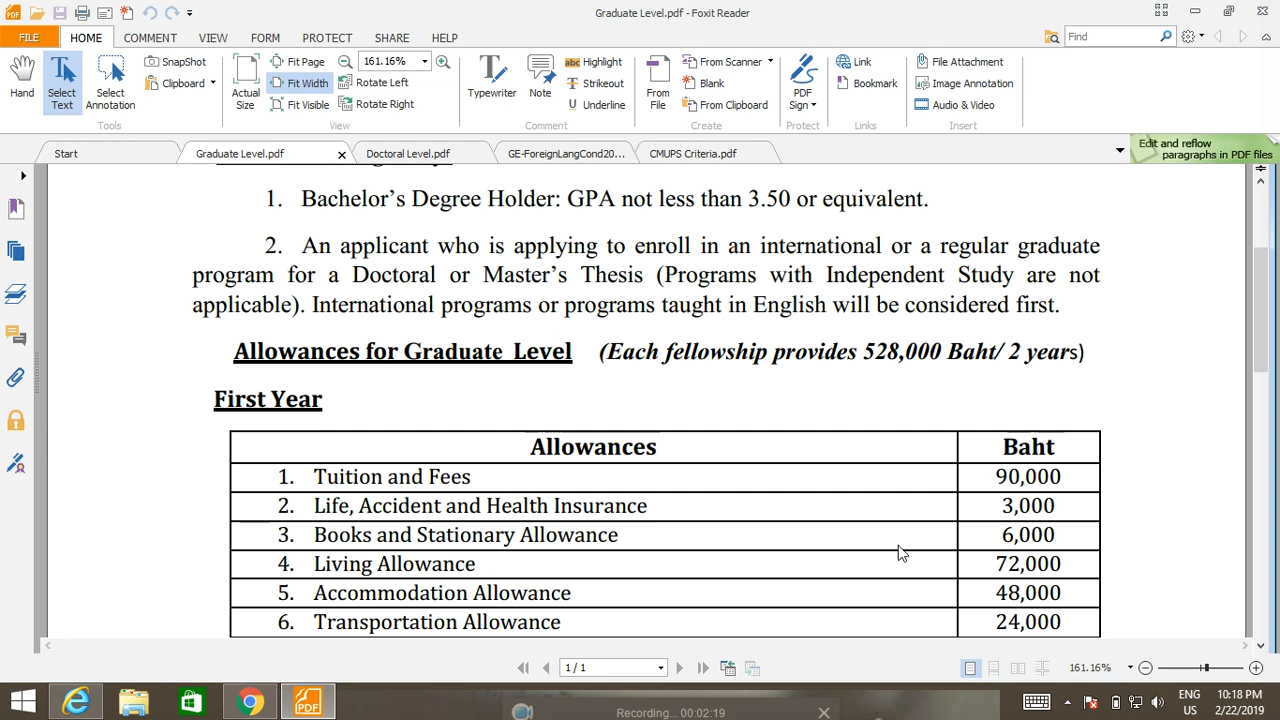 Graduate Level.pdf - Foxit Reader
FILE HOME COMMENT VIEW FORM PROTECT SHARE HELP Find
Hand
Select Text
Select Annotation
SnapShot
Clipboard
Tools
Actual Size
Fit Page
Fit Width
Fit Visible
161.16%
Rotate Left
Rotate Right
View
Typewriter
Note
abc Highlight
Strikeout
U Underline
Comment
From File
From Scanner
Blank
From Clipboard
Create
PDF Sign
Protect
Link
Bookmark
Links
File Attachment
Image Annotation
Audio & Video
Insert
Start Graduate Level.pdf Doctoral Level.pdf GE-ForeignLangCond20... CMUPS Criteria.pdf
Edit and reflow
paragraphs in PDF files
1. Bachelor’s Degree Holder: GPA not less than 3.50 or equivalent.
2. An applicant who is applying to enroll in an international or a regular graduate
program for a Doctoral or Master’s Thesis (Programs with Independent Study are not
applicable). International programs or programs taught in English will be considered first.
Allowances for Graduate Level (Each fellowship provides 528,000 Baht/ 2 years)
First Year
Allowances Baht
1. Tuition and Fees 90,000
2. Life, Accident and Health Insurance 3,000
3. Books and Stationary Allowance 6,000
4. Living Allowance 72,000
5. Accommodation Allowance 48,000
6. Transportation Allowance 24,000
1 / 1
161.16%
Recording... 00:02:19
ENG
US
10:18 PM
2/22/2019